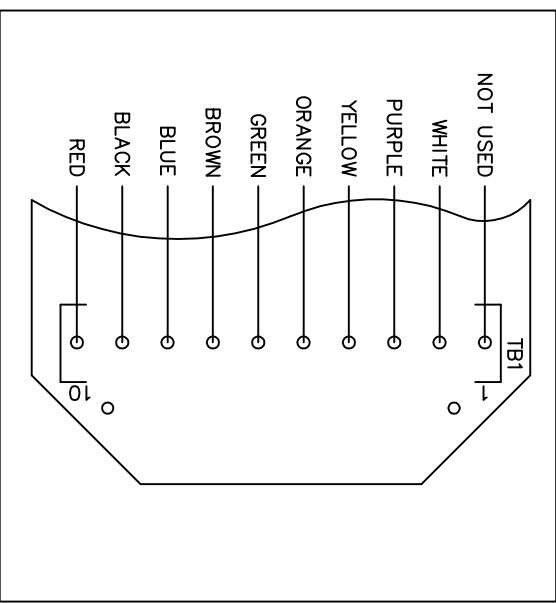 RED
BLACK
BLUE
BROWN
GREEN
ORANGE
YELLOW
PURPLE
WHITE
NOT USED
TB1
10
1